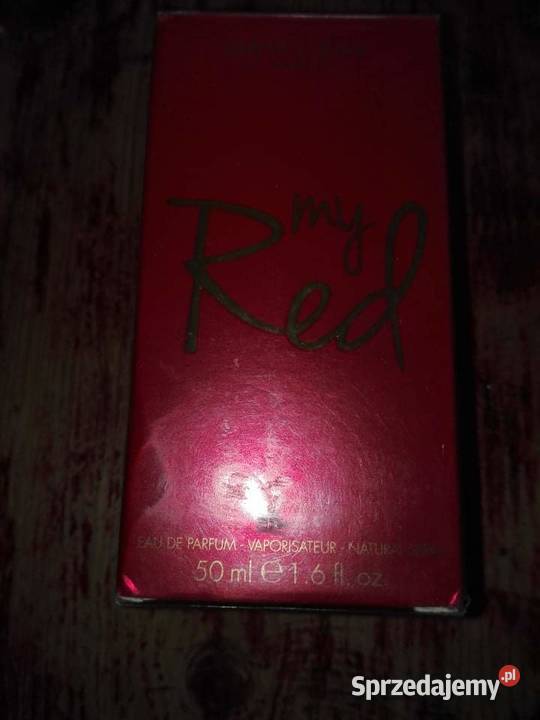 my
Red
EAU DE PARFUM - VAPORISATEUR - NATURAL
50 ml e 1.6 fl. oz.
Sprzedajemy.pl